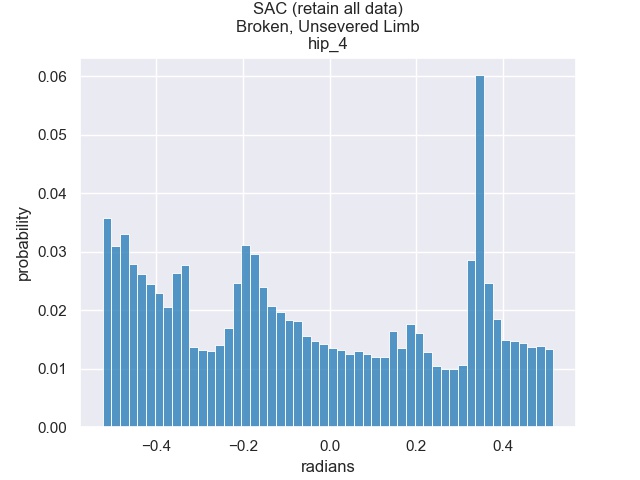 SAC (retain all data)
Broken, Unsevered Limb
hip_4
0.06
0.05
0.04
0.03
0.02
0.01
0.00
probability
−0.4 −0.2 0.0 0.2 0.4
radians